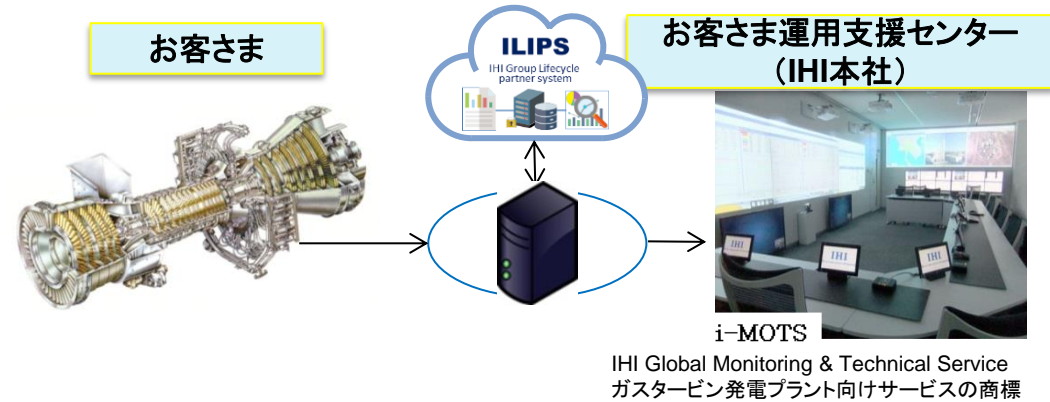 お客さま
ILIPS
IHI Group Lifecycle
partner system
お客さま運用支援センター
（IHI本社）
IHI
IHI
IHI
i-MOTS
IHI Global Monitoring & Technical Service
ガスタービン発電プラント向けサービスの商標